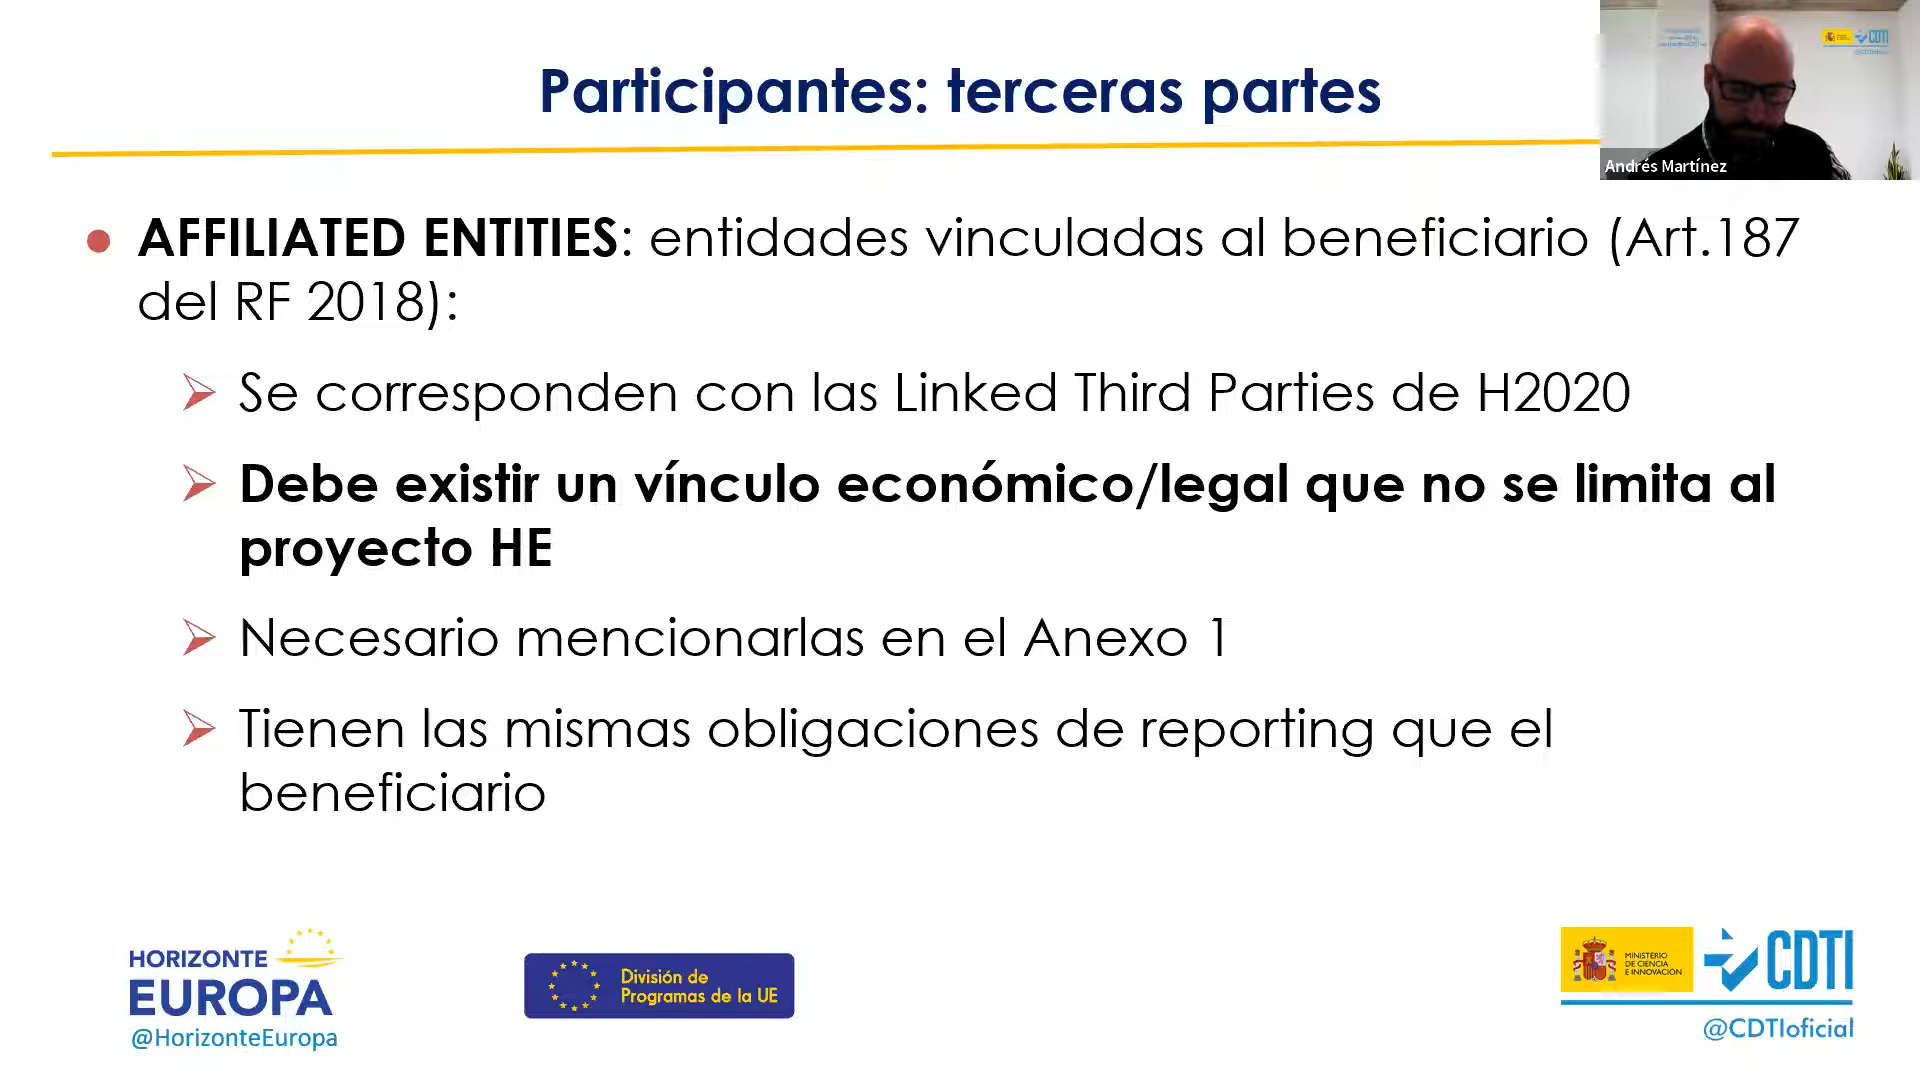 Participantes: terceras partes
Andrés Martínez
CDTI
AFFILIATED ENTITIES: entidades vinculadas al beneficiario (Art.187
del RF 2018):
Se corresponden con las Linked Third Parties de H2020
Debe existir un vínculo económico/legal que no se limita al
proyecto HE
Necesario mencionarlas en el Anexo 1
Tienen las mismas obligaciones de reporting que el
beneficiario
HORIZONTE
EUROPA
@HorizonteEuropa
División de
Programas de la UE
MINISTERIO
DE CIENCIA
E INNOVACIÓN
CDTI
@CDTIoficial